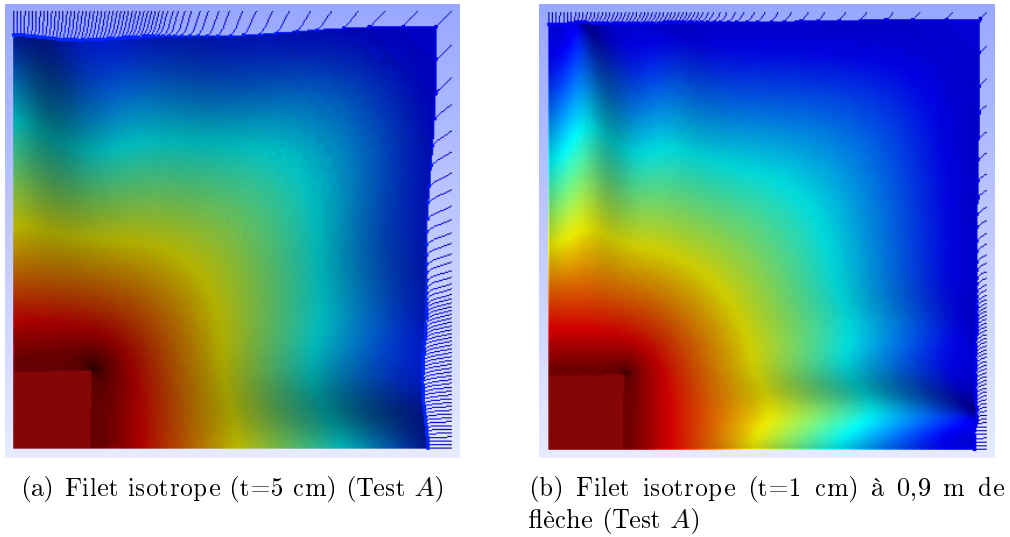 (a) Filet isotrope (t=5 cm) (Test A)
(b) Filet isotrope (t=1 cm) à 0,9 m de
flèche (Test A)